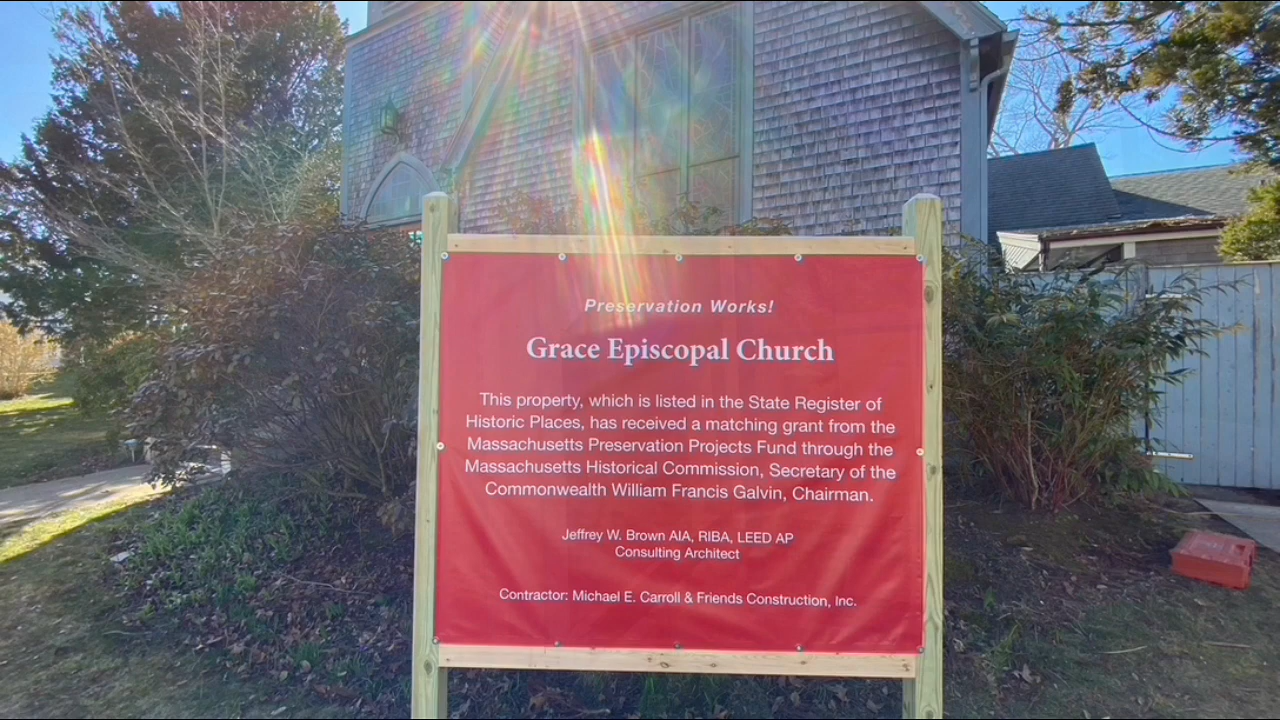 Preservation Works!
Grace Episcopal Church
This property, which is listed in the State Register of
Historic Places, has received a matching grant from the
Massachusetts Preservation Projects Fund through the
Massachusetts Historical Commission, Secretary of the
Commonwealth William Francis Galvin, Chairman.
Jeffrey W. Brown AIA, RIBA, LEED AP
Consulting Architect
Contractor: Michael E. Carroll & Friends Construction, Inc.